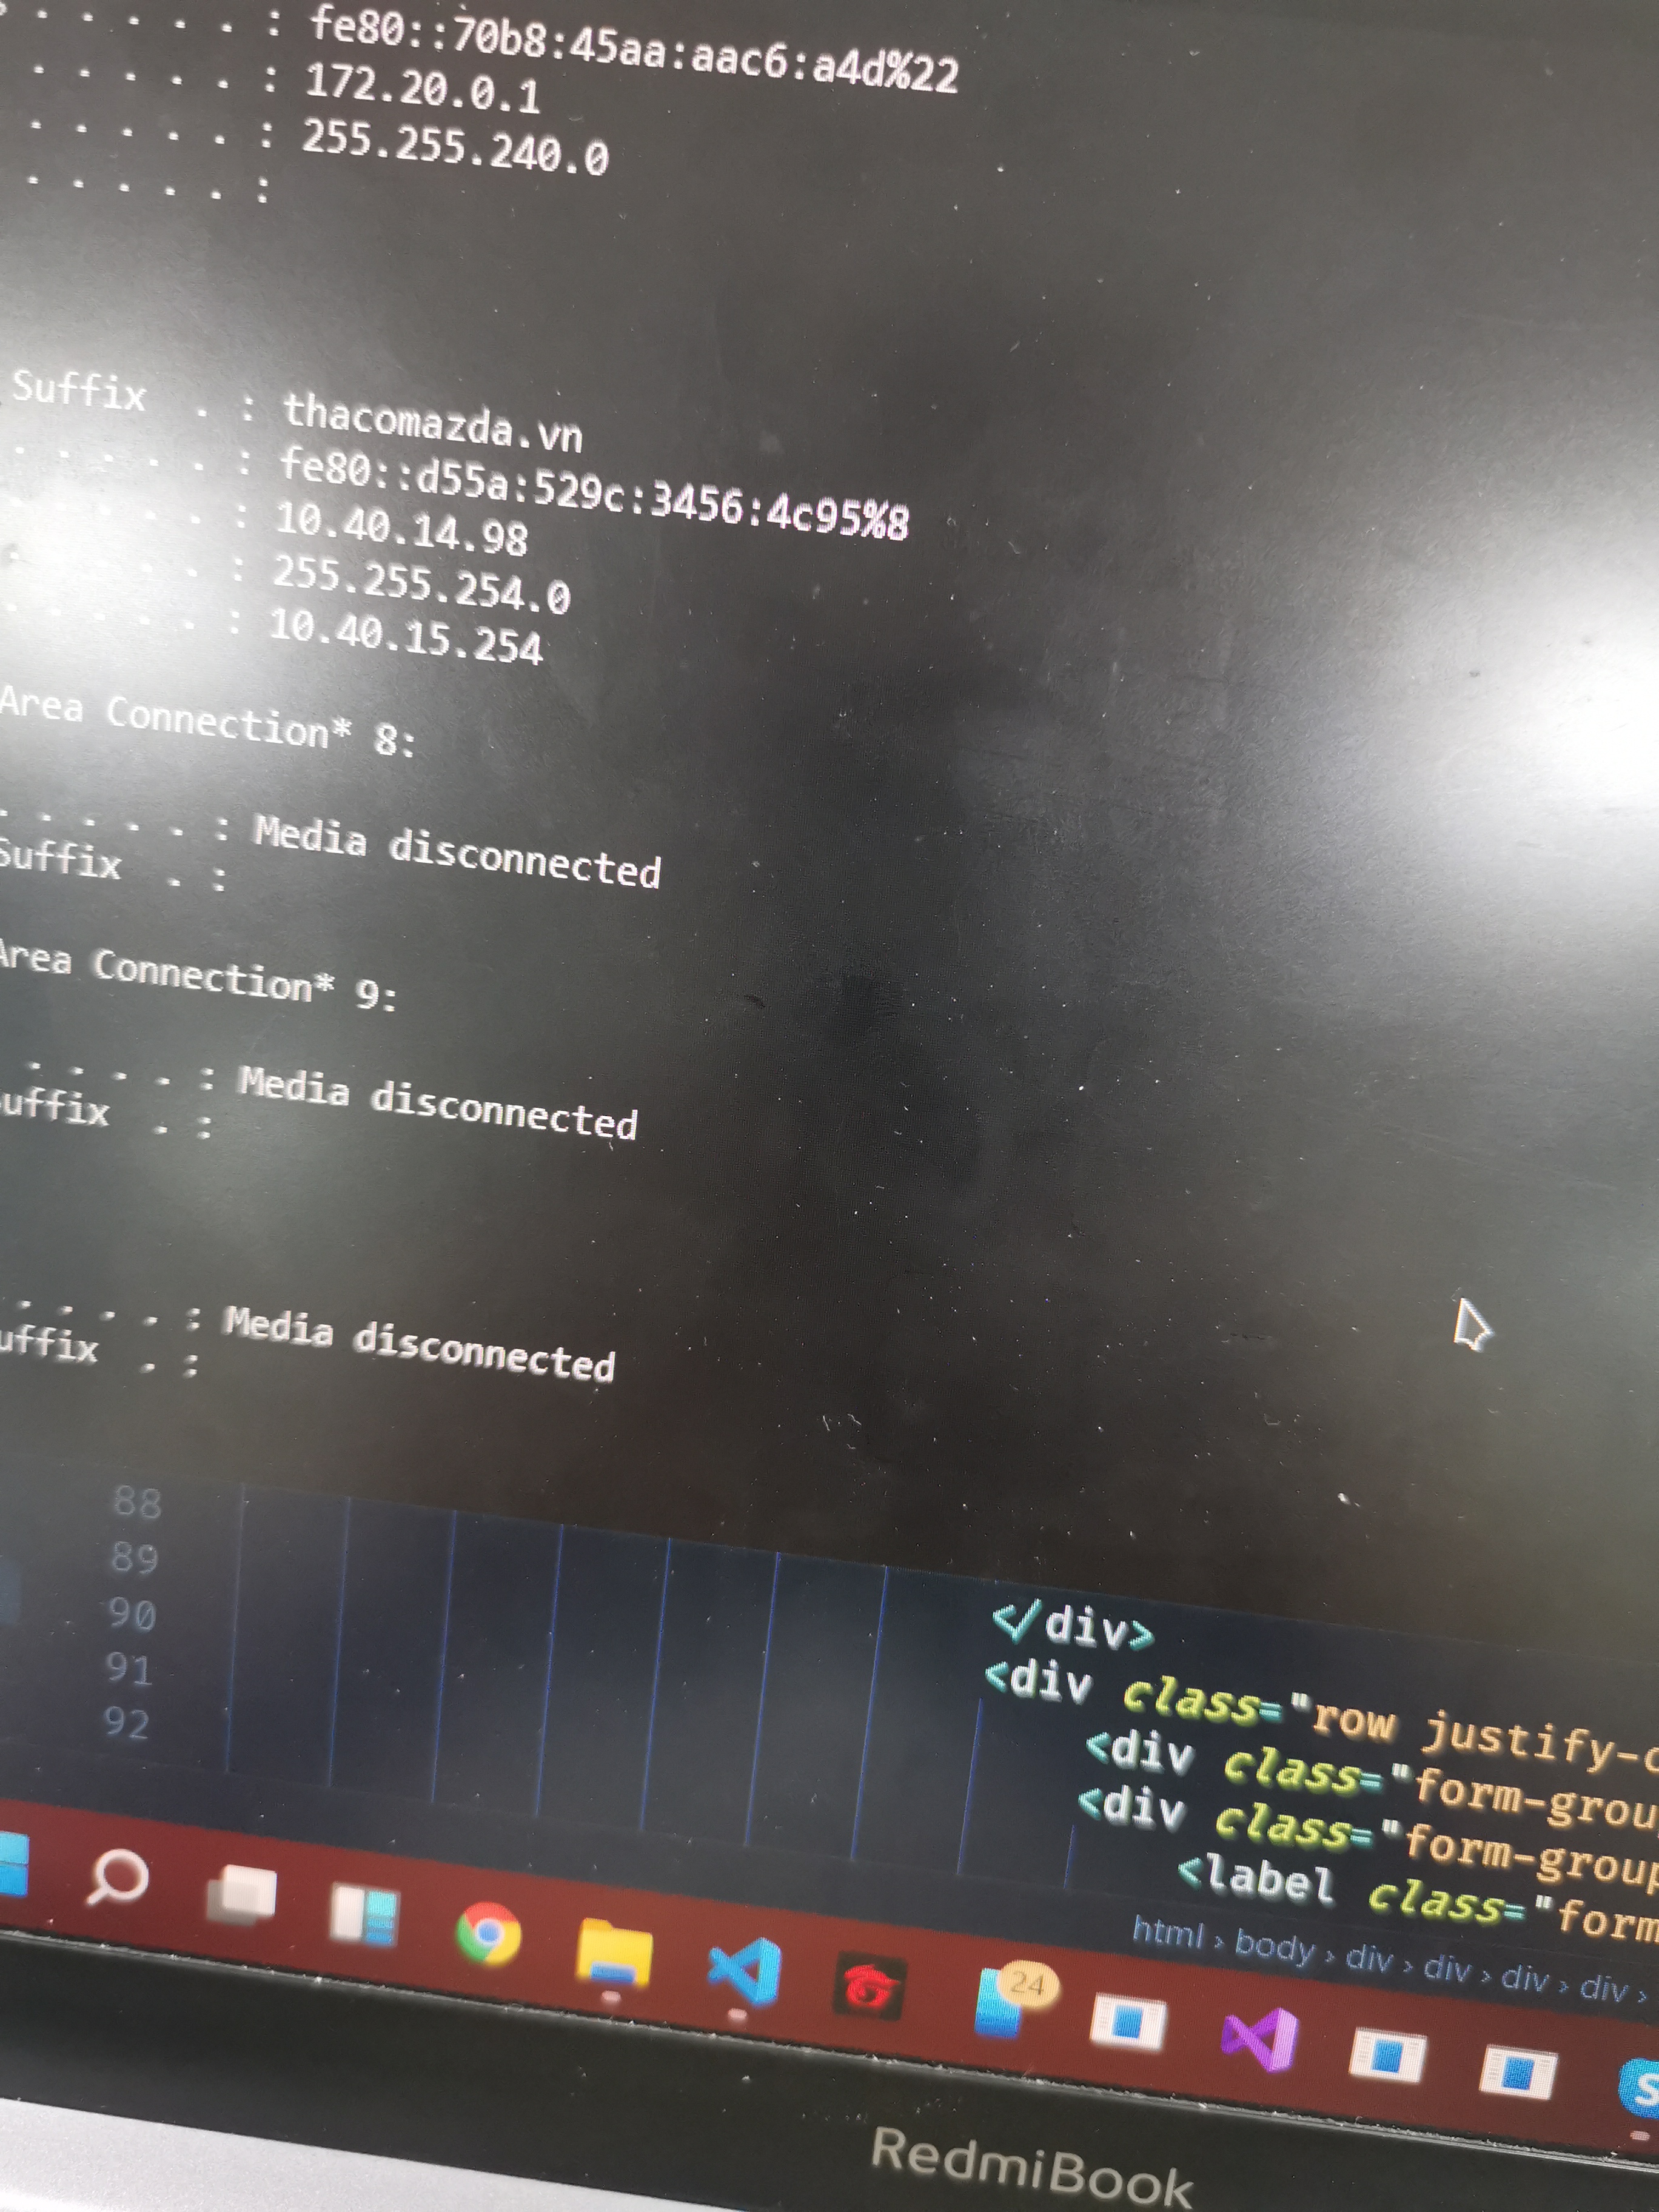 . . . . . : fe80::70b8:45aa:aac6:a4d%22
. . . . . : 172.20.0.1
. . . . . : 255.255.240.0
. . . . . :
Suffix . : thacomazda.vn
. . . . . : fe80::d55a:529c:3456:4c95%8
. . . . . : 10.40.14.98
. . . . . : 255.255.254.0
. . . . . : 10.40.15.254
Area Connection* 8:
. . . . . : Media disconnected
Suffix . :
Area Connection* 9:
. . . . : Media disconnected
uffix . :
. . . . : Media disconnected
uffix . :
88 </div>
89 <div class="row justify-c
90 <div class="form-grou
91 <div class="form-group
92 <label class="form
html › body › div › div › div › div ›
24
S
RedmiBook